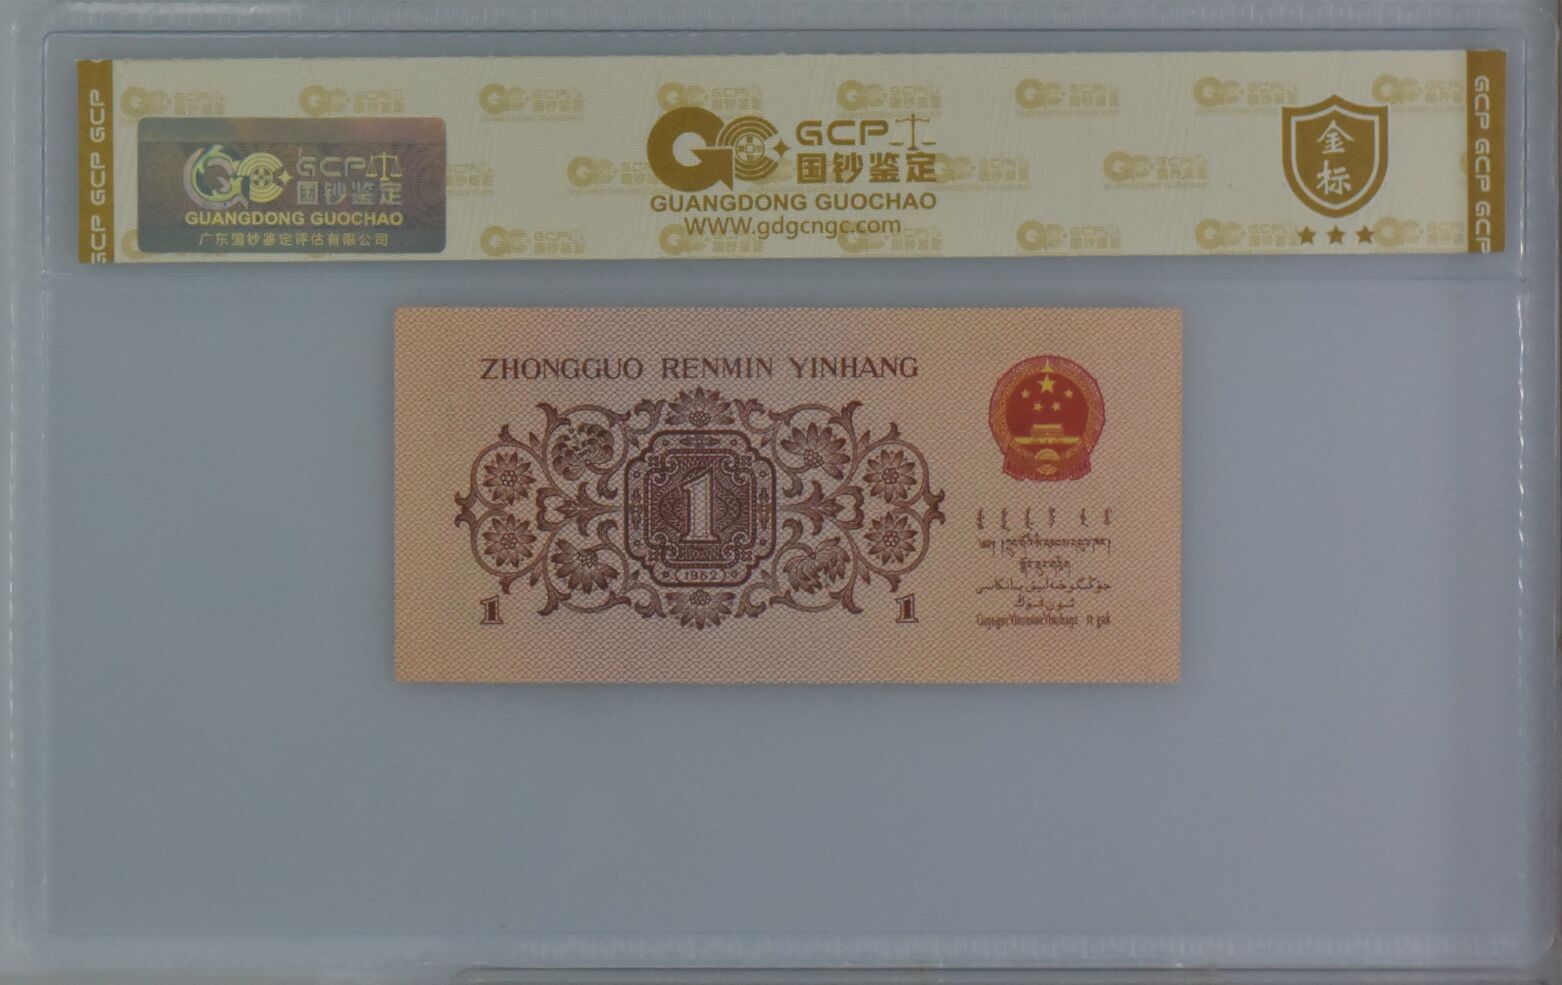 GCP GCP GCP
GCP
国钞鉴定
GUANGDONG GUOCHAO
广东国钞鉴定评估有限公司
GCP
国钞鉴定
GUANGDONG GUOCHAO
WWW.gdgcngc.com
金标
GCP GCP GCP
ZHONGGUO RENMIN YINHANG
1
(1962)
1
1